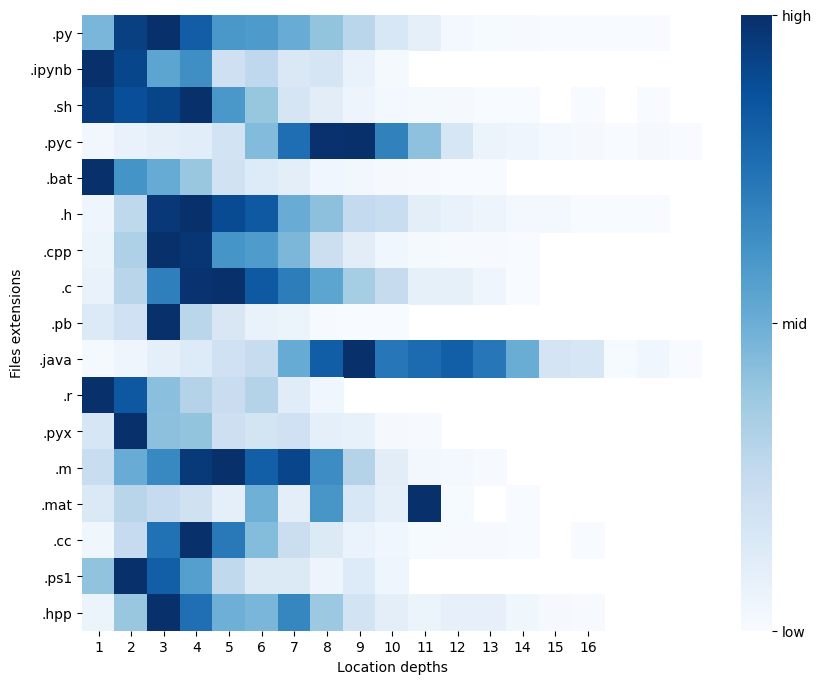 Files extensions
.py
.ipynb
.sh
.pyc
.bat
.h
.cpp
.c
.pb
.java
.r
.pyx
.m
.mat
.cc
.ps1
.hpp
1 2 3 4 5 6 7 8 9 10 11 12 13 14 15 16
Location depths
high
mid
low